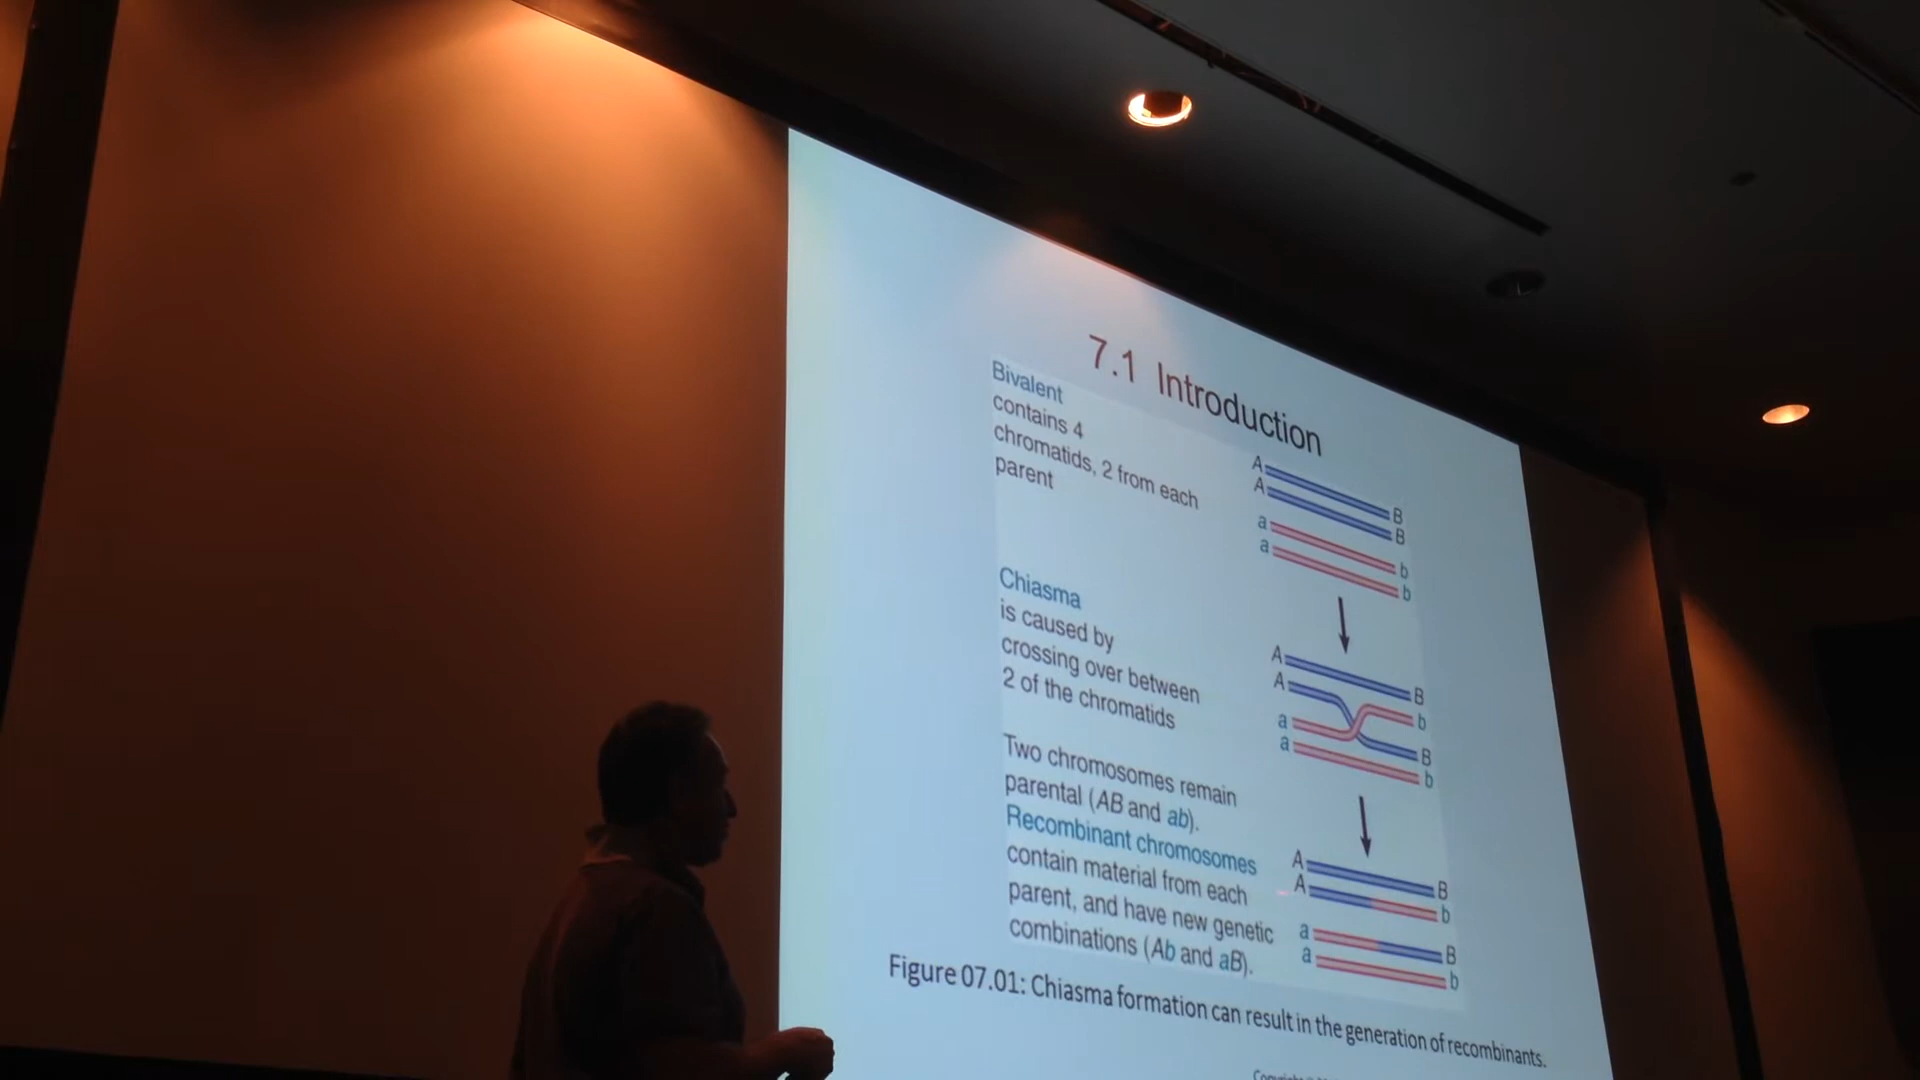 7.1 Introduction
Bivalent
contains 4
chromatids, 2 from each
parent
A
A
B
B
a
a
b
b
Chiasma
is caused by
crossing over between
2 of the chromatids
A
A
B
b
a
a
B
b
Two chromosomes remain
parental (AB and ab).
Recombinant chromosomes
contain material from each
parent, and have new genetic
combinations (Ab and aB).
A
A
B
b
a
a
B
b
Figure 07.01: Chiasma formation can result in the generation of recombinants.